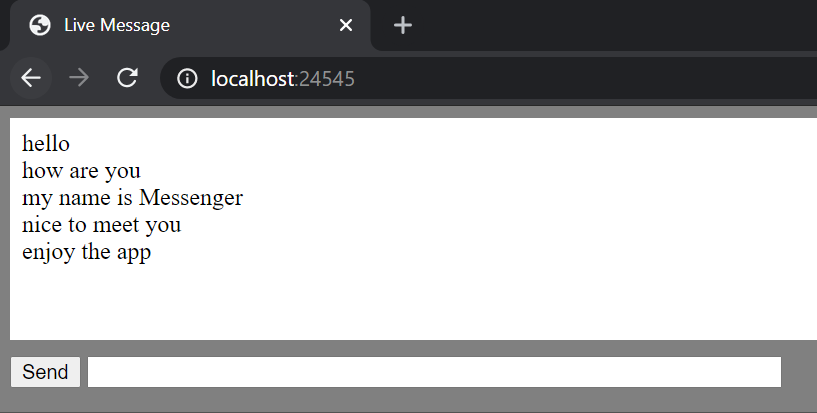 Live Message
localhost:24545
hello
how are you
my name is Messenger
nice to meet you
enjoy the app
Send